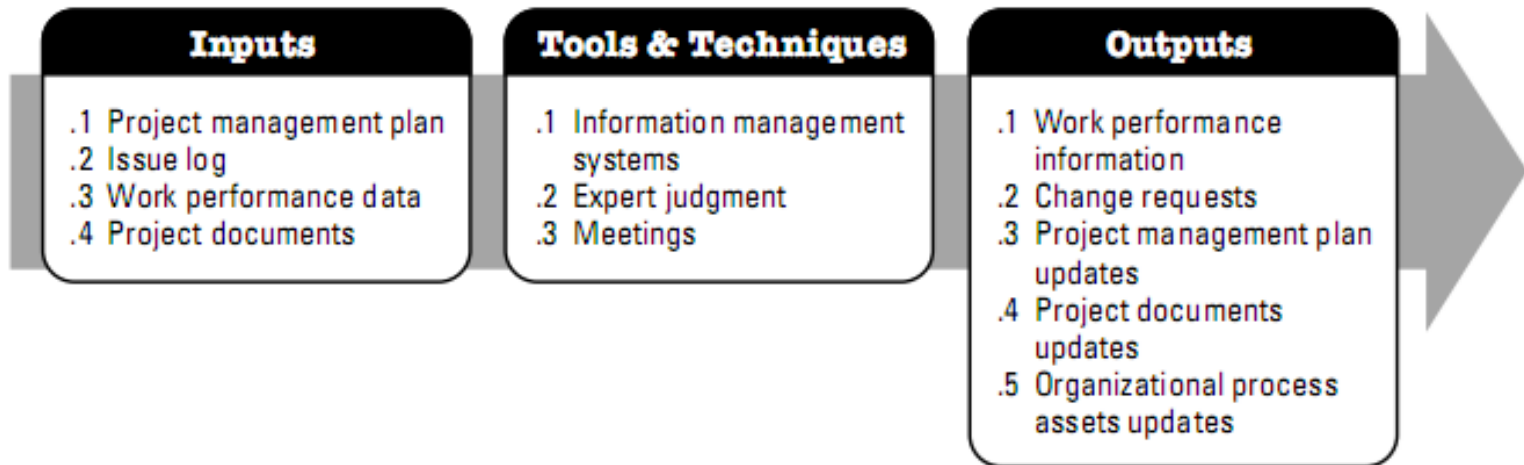 Inputs
.1 Project management plan
.2 Issue log
.3 Work performance data
.4 Project documents
Tools & Techniques
.1 Information management
systems
.2 Expert judgment
.3 Meetings
Outputs
.1 Work performance
information
.2 Change requests
.3 Project management plan
updates
.4 Project documents
updates
.5 Organizational process
assets updates